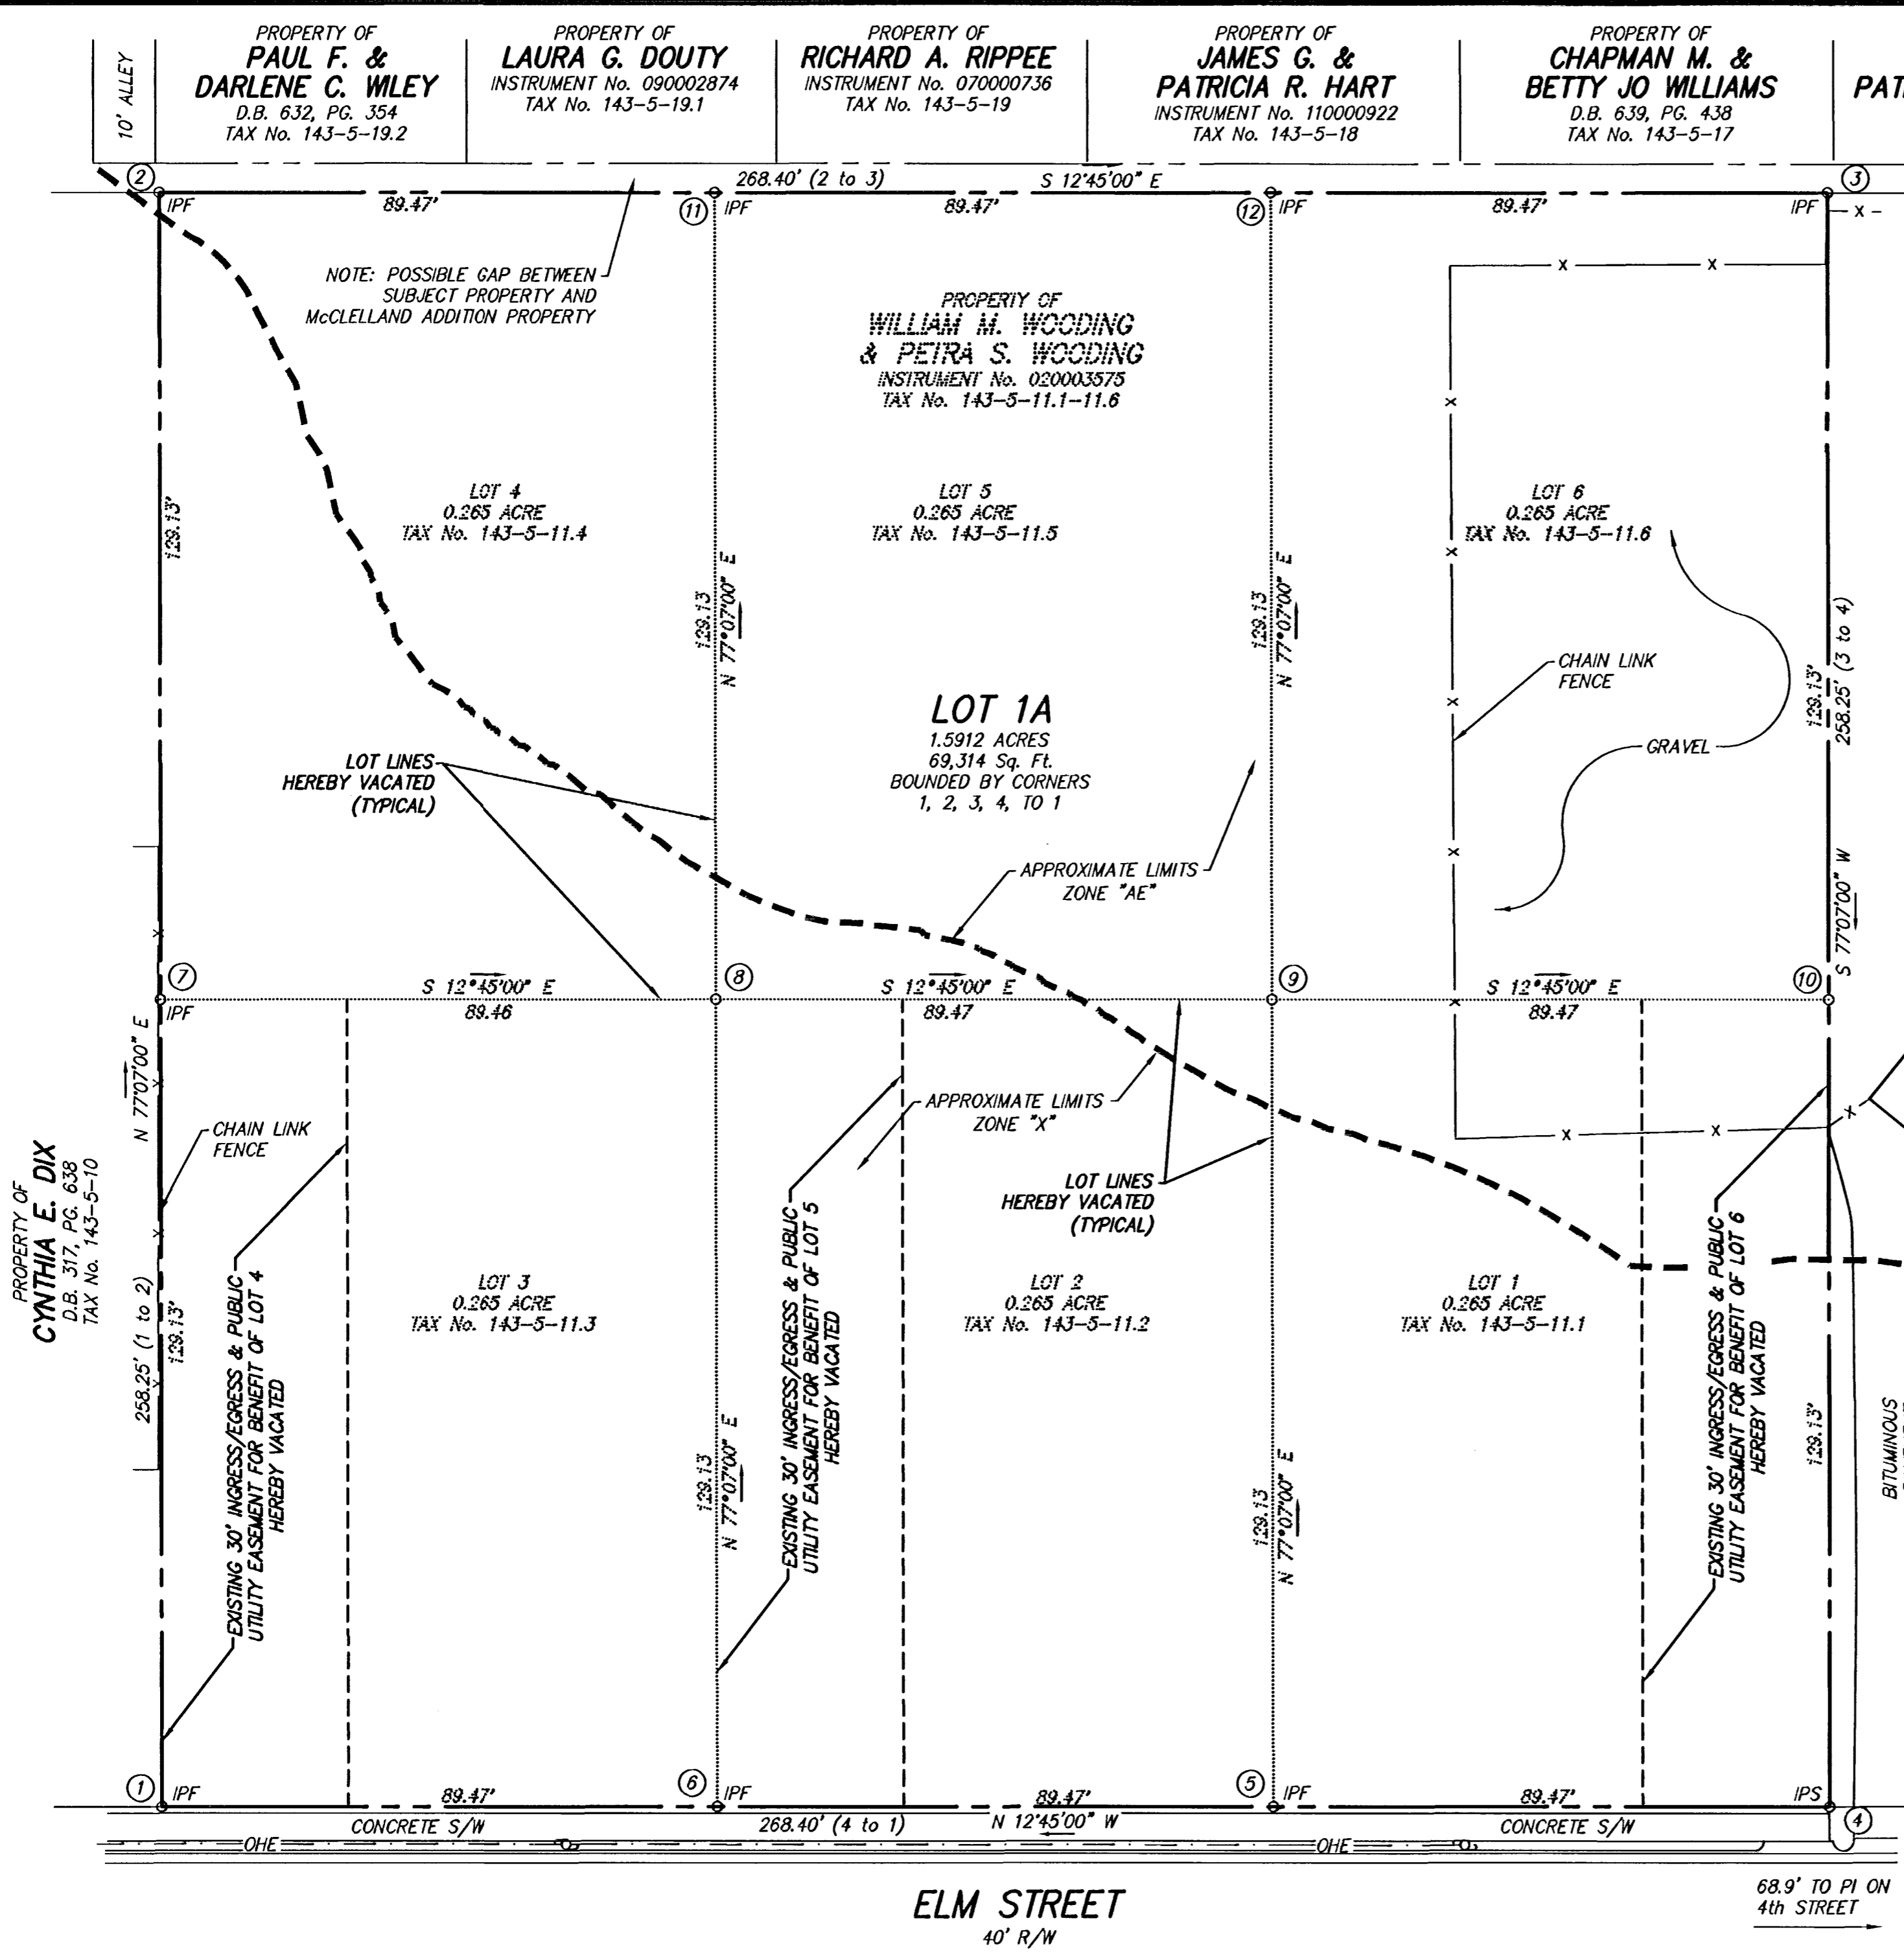 10' ALLEY
PROPERTY OF
PAUL F. &
DARLENE C. WILEY
D.B. 632, PG. 354
TAX No. 143-5-19.2
PROPERTY OF
LAURA G. DOUTY
INSTRUMENT No. 090002874
TAX No. 143-5-19.1
PROPERTY OF
RICHARD A. RIPPEE
INSTRUMENT No. 070000736
TAX No. 143-5-19
PROPERTY OF
JAMES G. &
PATRICIA R. HART
INSTRUMENT No. 110000922
TAX No. 143-5-18
PROPERTY OF
CHAPMAN M. &
BETTY JO WILLIAMS
D.B. 639, PG. 438
TAX No. 143-5-17
PAT
2
268.40' (2 to 3)
S 12°45'00" E
3
IPF
89.47'
11
IPF
89.47'
12
IPF
89.47'
IPF
X
NOTE: POSSIBLE GAP BETWEEN
SUBJECT PROPERTY AND
McCLELLAND ADDITION PROPERTY
PROPERTY OF
WILLIAM M. WOODING
& PETRA S. WOODING
INSTRUMENT No. 020003575
TAX No. 143-5-11.1-11.6
X
X
X
X
X
X
129.13'
LOT 4
0.265 ACRE
TAX No. 143-5-11.4
129.13
N 77°07'00" E
LOT 5
0.265 ACRE
TAX No. 143-5-11.5
129.13
N 77°07'00" E
LOT 6
0.265 ACRE
TAX No. 143-5-11.6
CHAIN LINK
FENCE
GRAVEL
129.13'
258.25' (3 to 4)
S 77°07'00" W
LOT 1A
1.5912 ACRES
69,314 Sq. Ft.
BOUNDED BY CORNERS
1, 2, 3, 4, TO 1
LOT LINES
HEREBY VACATED
(TYPICAL)
APPROXIMATE LIMITS
ZONE "AE"
X
7
IPF
S 12°45'00" E
89.46
8
S 12°45'00" E
89.47
9
X
S 12°45'00" E
89.47
10
N 77°07'00" E
X
X
X
CHAIN LINK
FENCE
APPROXIMATE LIMITS
ZONE "X"
LOT LINES
HEREBY VACATED
(TYPICAL)
X
X
X
PROPERTY OF
CYNTHIA E. DIX
D.B. 317, PG. 638
TAX No. 143-5-10
258.25' (1 to 2)
129.13'
EXISTING 30' INGRESS/EGRESS & PUBLIC
UTILITY EASEMENT FOR BENEFIT OF LOT 4
HEREBY VACATED
LOT 3
0.265 ACRE
TAX No. 143-5-11.3
129.13
N 77°07'00" E
EXISTING 30' INGRESS/EGRESS & PUBLIC
UTILITY EASEMENT FOR BENEFIT OF LOT 5
HEREBY VACATED
LOT 2
0.265 ACRE
TAX No. 143-5-11.2
129.13
N 77°07'00" E
LOT 1
0.265 ACRE
TAX No. 143-5-11.1
EXISTING 30' INGRESS/EGRESS & PUBLIC
UTILITY EASEMENT FOR BENEFIT OF LOT 6
HEREBY VACATED
129.13'
BITUMINOUS
1
IPF
89.47'
6
IPF
89.47'
5
IPF
89.47'
IPS
4
CONCRETE S/W
268.40' (4 to 1)
N 12°45'00" W
CONCRETE S/W
OHE
OHE
ELM STREET
40' R/W
68.9' TO PI ON
4th STREET